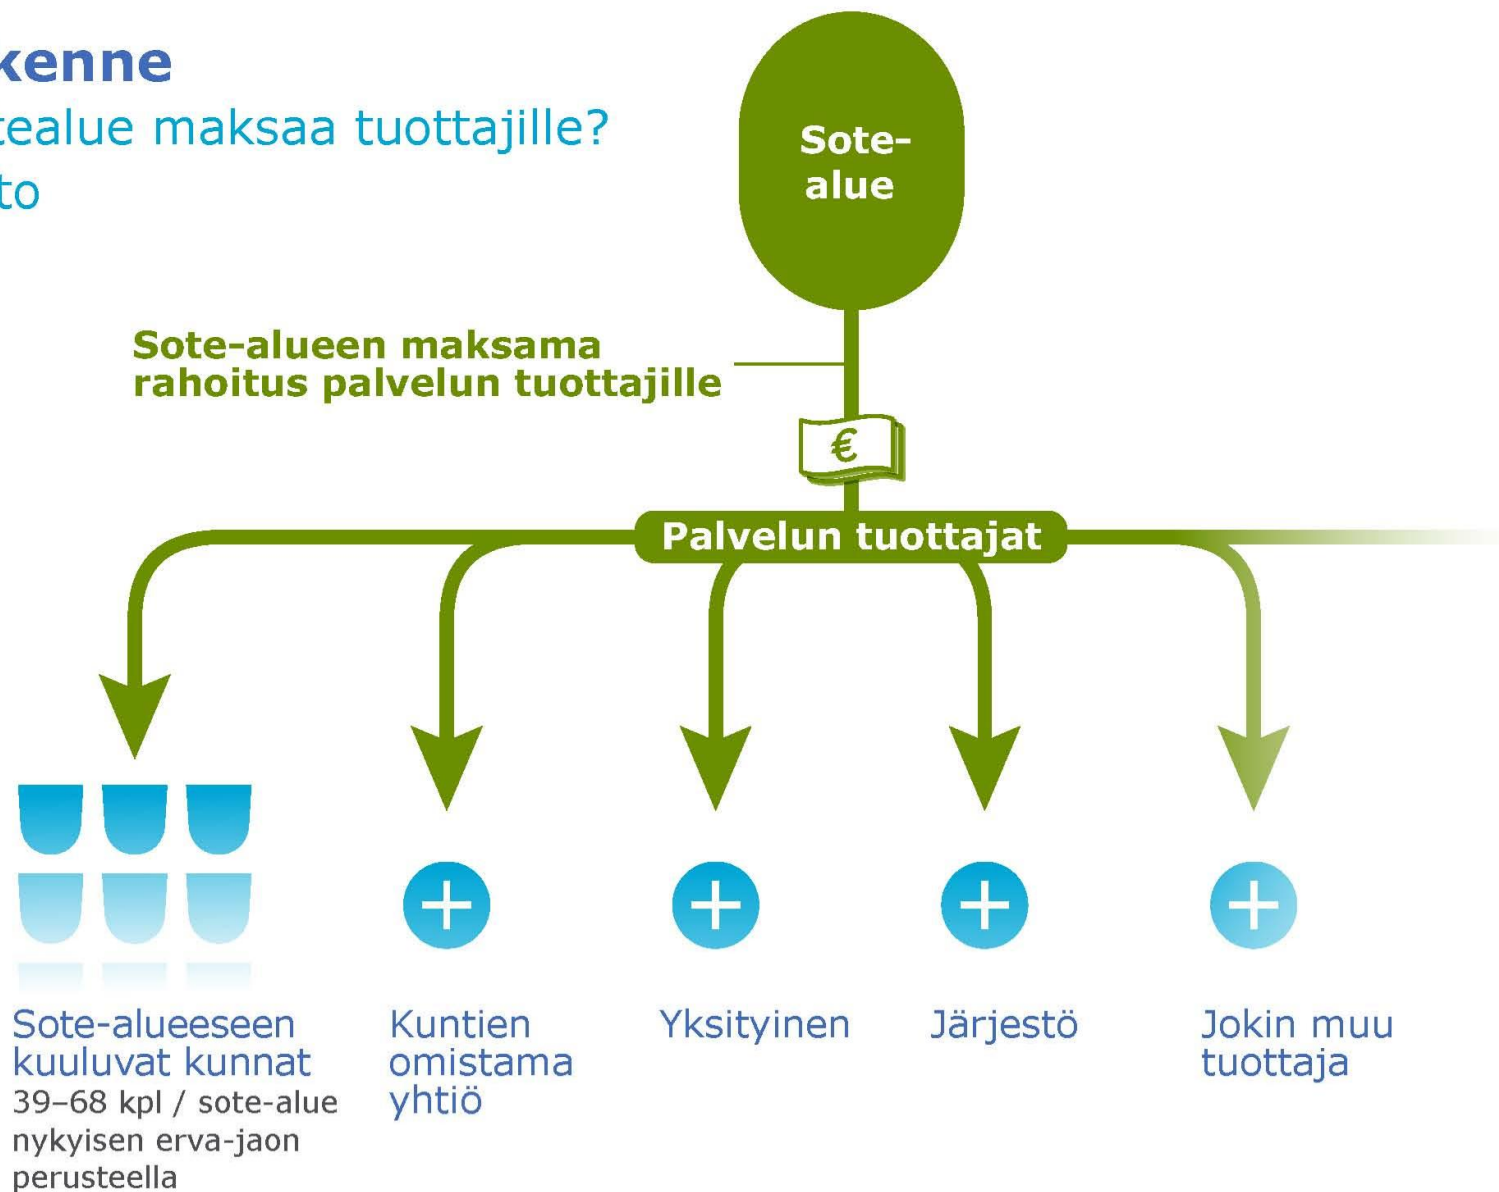 kenne
tealue maksaa tuottajille?
to
Sote-
alue
Sote-alueen maksama
rahoitus palvelun tuottajille
€
Palvelun tuottajat
Sote-alueeseen
kuuluvat kunnat
39–68 kpl / sote-alue
nykyisen erva-jaon
perusteella
Kuntien
omistama
yhtiö
Yksityinen
Järjestö
Jokin muu
tuottaja